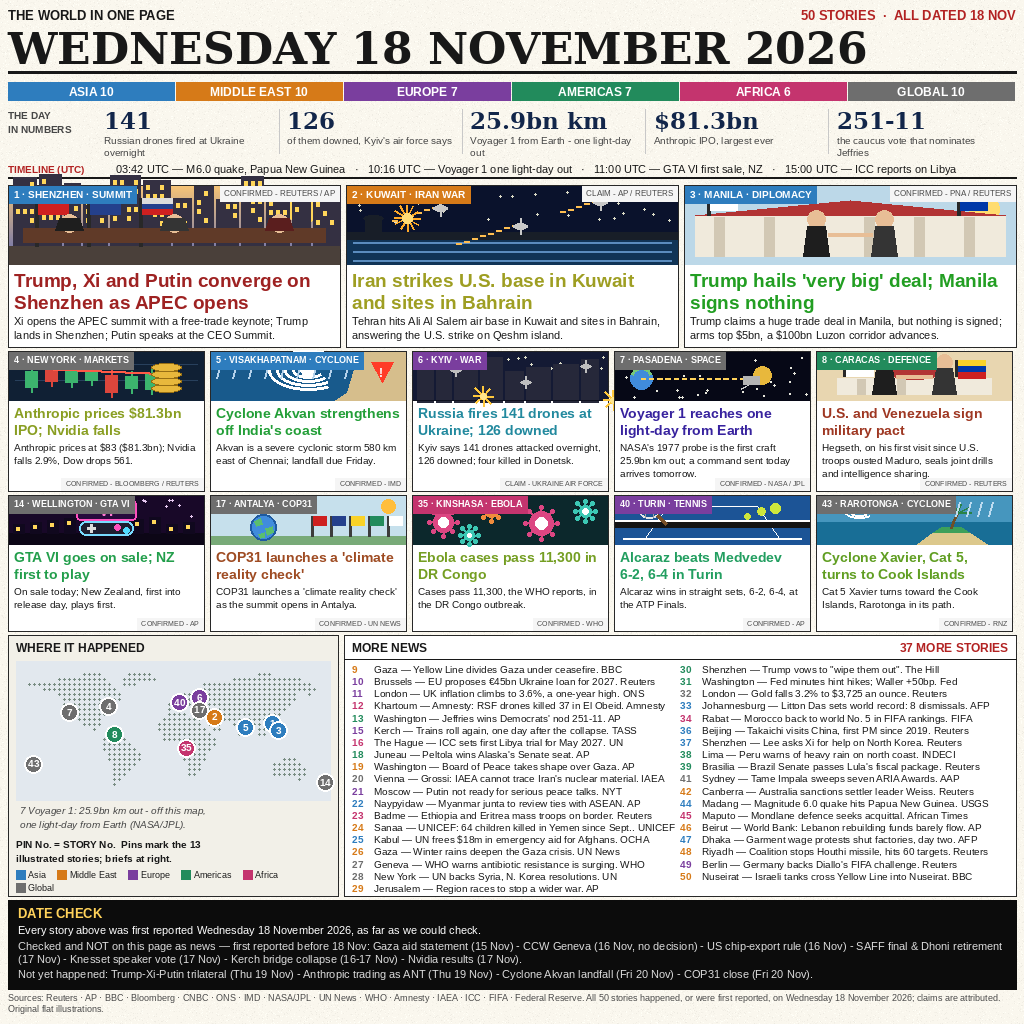 THE WORLD IN ONE PAGE
50 STORIES · ALL DATED 18 NOV
WEDNESDAY 18 NOVEMBER 2026
ASIA 10
MIDDLE EAST 10
EUROPE 7
AMERICAS 7
AFRICA 6
GLOBAL 10
THE DAY
IN NUMBERS
141
Russian drones fired at Ukraine
overnight
126
of them downed, Kyiv's air force says
25.9bn km
Voyager 1 from Earth - one light-day
out
$81.3bn
Anthropic IPO, largest ever
251-11
the caucus vote that nominates
Jeffries
TIMELINE (UTC)
03:42 UTC — M6.0 quake, Papua New Guinea · 10:16 UTC — Voyager 1 one light-day out · 11:00 UTC — GTA VI first sale, NZ · 15:00 UTC — ICC reports on Libya
1 · SHENZHEN · SUMMIT
CONFIRMED - REUTERS / AP
Trump, Xi and Putin converge on
Shenzhen as APEC opens
Xi opens the APEC summit with a free-trade keynote; Trump
lands in Shenzhen; Putin speaks at the CEO Summit.
2 · KUWAIT · IRAN WAR
CLAIM - AP / REUTERS
Iran strikes U.S. base in Kuwait
and sites in Bahrain
Tehran hits Ali Al Salem air base in Kuwait and sites in Bahrain,
answering the U.S. strike on Qeshm island.
3 · MANILA · DIPLOMACY
CONFIRMED - PNA / REUTERS
Trump hails 'very big' deal; Manila
signs nothing
Trump claims a huge trade deal in Manila, but nothing is signed;
arms top $5bn, a $100bn Luzon corridor advances.
4 · NEW YORK · MARKETS
Anthropic prices $81.3bn
IPO; Nvidia falls
Anthropic prices at $83 ($81.3bn); Nvidia
falls 2.9%, Dow drops 561.
CONFIRMED - BLOOMBERG / REUTERS
5 · VISAKHAPATNAM · CYCLONE
!
Cyclone Akvan strengthens
off India's coast
Akvan is a severe cyclonic storm 580 km
east of Chennai; landfall due Friday.
CONFIRMED - IMD
6 · KYIV · WAR
Russia fires 141 drones at
Ukraine; 126 downed
Kyiv says 141 drones attacked overnight,
126 downed; four killed in Donetsk.
CLAIM - UKRAINE AIR FORCE
7 · PASADENA · SPACE
Voyager 1 reaches one
light-day from Earth
NASA's 1977 probe is the first craft
25.9bn km out; a command sent today
arrives tomorrow.
CONFIRMED - NASA / JPL
8 · CARACAS · DEFENCE
U.S. and Venezuela sign
military pact
Hegseth, on his first visit since U.S.
troops ousted Maduro, seals joint drills
and intelligence sharing.
CONFIRMED - REUTERS
14 · WELLINGTON · GTA VI
GTA VI goes on sale; NZ
first to play
On sale today; New Zealand, first into
release day, plays first.
CONFIRMED - AP
17 · ANTALYA · COP31
COP31 launches a 'climate
reality check'
COP31 launches a 'climate reality check'
as the summit opens in Antalya.
CONFIRMED - UN NEWS
35 · KINSHASA · EBOLA
Ebola cases pass 11,300 in
DR Congo
Cases pass 11,300, the WHO reports, in
the DR Congo outbreak.
CONFIRMED - WHO
40 · TURIN · TENNIS
Alcaraz beats Medvedev
6-2, 6-4 in Turin
Alcaraz wins in straight sets, 6-2, 6-4, at
the ATP Finals.
CONFIRMED - AP
43 · RAROTONGA · CYCLONE
Cyclone Xavier, Cat 5,
turns to Cook Islands
Cat 5 Xavier turns toward the Cook
Islands, Rarotonga in its path.
CONFIRMED - RNZ
WHERE IT HAPPENED
7
4
8
43
40
6
17
2
35
5
3
14
7 Voyager 1: 25.9bn km out - off this map,
one light-day from Earth (NASA/JPL).
PIN No. = STORY No. Pins mark the 13
illustrated stories; briefs at right.
Asia
Middle East
Europe
Americas
Africa
Global
MORE NEWS
37 MORE STORIES
9 Gaza — Yellow Line divides Gaza under ceasefire. BBC
10 Brussels — EU proposes €45bn Ukraine loan for 2027. Reuters
11 London — UK inflation climbs to 3.6%, a one-year high. ONS
12 Khartoum — Amnesty: RSF drones killed 37 in El Obeid. Amnesty
13 Washington — Jeffries wins Democrats' nod 251-11. AP
15 Kerch — Trains roll again, one day after the collapse. TASS
16 The Hague — ICC sets first Libya trial for May 2027. UN
18 Juneau — Peltola wins Alaska's Senate seat. AP
19 Washington — Board of Peace takes shape over Gaza. AP
20 Vienna — Grossi: IAEA cannot trace Iran's nuclear material. IAEA
21 Moscow — Putin not ready for serious peace talks. NYT
22 Naypyidaw — Myanmar junta to review ties with ASEAN. AP
23 Badme — Ethiopia and Eritrea mass troops on border. Reuters
24 Sanaa — UNICEF: 64 children killed in Yemen since Sept.. UNICEF
25 Kabul — UN frees $18m in emergency aid for Afghans. OCHA
26 Gaza — Winter rains deepen the Gaza crisis. UN News
27 Geneva — WHO warns antibiotic resistance is surging. WHO
28 New York — UN backs Syria, N. Korea resolutions. UN
29 Jerusalem — Region races to stop a wider war. AP
30 Shenzhen — Trump vows to "wipe them out". The Hill
31 Washington — Fed minutes hint hikes; Waller +50bp. Fed
32 London — Gold falls 3.2% to $3,725 an ounce. Reuters
33 Johannesburg — Litton Das sets world record: 8 dismissals. AFP
34 Rabat — Morocco back to world No. 5 in FIFA rankings. FIFA
36 Beijing — Takaichi visits China, first PM since 2019. Reuters
37 Shenzhen — Lee asks Xi for help on North Korea. Reuters
38 Lima — Peru warns of heavy rain on north coast. INDECI
39 Brasilia — Brazil Senate passes Lula's fiscal package. Reuters
41 Sydney — Tame Impala sweeps seven ARIA Awards. AAP
42 Canberra — Australia sanctions settler leader Weiss. Reuters
44 Madang — Magnitude 6.0 quake hits Papua New Guinea. USGS
45 Maputo — Mondlane defence seeks acquittal. African Times
46 Beirut — World Bank: Lebanon rebuilding funds barely flow. AP
47 Dhaka — Garment wage protests shut factories, day two. AFP
48 Riyadh — Coalition stops Houthi missile, hits 60 targets. Reuters
49 Berlin — Germany backs Diallo's FIFA challenge. Reuters
50 Nuseirat — Israeli tanks cross Yellow Line into Nuseirat. BBC
DATE CHECK
Every story above was first reported Wednesday 18 November 2026, as far as we could check.
Checked and NOT on this page as news — first reported before 18 Nov: Gaza aid statement (15 Nov) - CCW Geneva (16 Nov, no decision) - US chip-export rule (16 Nov) - SAFF final & Dhoni retirement
(17 Nov) - Knesset speaker vote (17 Nov) - Kerch bridge collapse (16-17 Nov) - Nvidia results (17 Nov).
Not yet happened: Trump-Xi-Putin trilateral (Thu 19 Nov) - Anthropic trading as ANT (Thu 19 Nov) - Cyclone Akvan landfall (Fri 20 Nov) - COP31 close (Fri 20 Nov).
Sources: Reuters · AP · BBC · Bloomberg · CNBC · ONS · IMD · NASA/JPL · UN News · WHO · Amnesty · IAEA · ICC · FIFA · Federal Reserve. All 50 stories happened, or were first reported, on Wednesday 18 November 2026; claims are attributed.
Original flat illustrations.